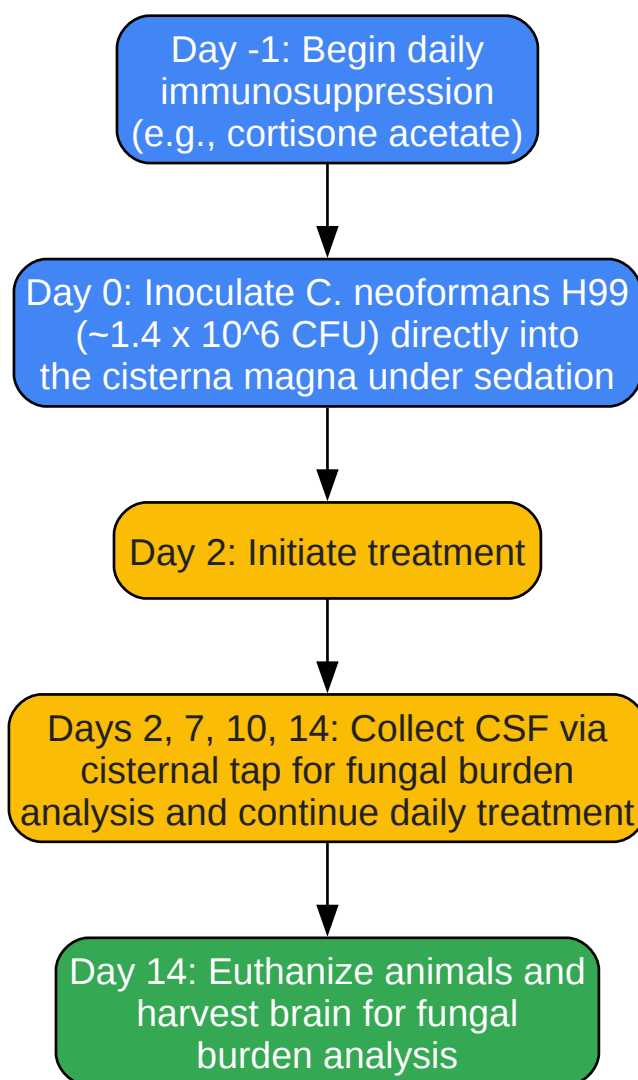 Day -1: Begin daily
immunosuppression
(e.g., cortisone acetate)
Day 0: Inoculate C. neoformans H99
(~1.4 x 10^6 CFU) directly into
the cisterna magna under sedation
Day 2: Initiate treatment
Days 2, 7, 10, 14: Collect CSF via
cisternal tap for fungal burden
analysis and continue daily treatment
Day 14: Euthanize animals and
harvest brain for fungal
burden analysis